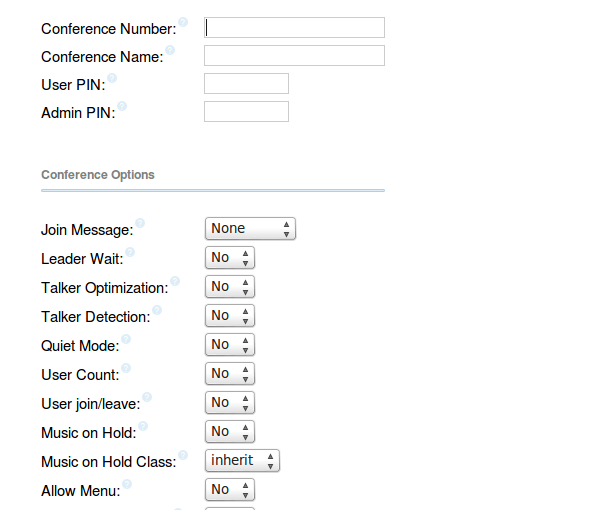 Conference Number: ?
Conference Name: ?
User PIN: ?
Admin PIN: ?
Conference Options
Join Message: ? None
Leader Wait: ? No
Talker Optimization: ? No
Talker Detection: ? No
Quiet Mode: ? No
User Count: ? No
User join/leave: ? No
Music on Hold: ? No
Music on Hold Class: ? inherit
Allow Menu: ? No